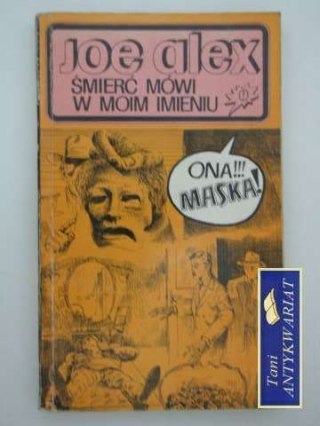 JOE alex
ŚMIERĆ MÓWI
W MOIM IMIENIU
ONA!!!
MASKA!
Tani
ANTYKWARIAT